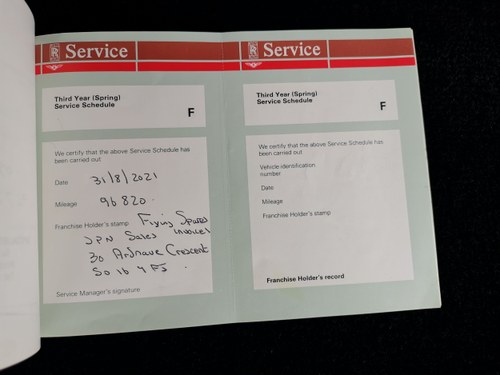 Service
Third Year (Spring)
Service Schedule
F
We certify that the above Service Schedule has
been carried out
Date 31/8/2021
Mileage 96820
Franchise Holder's stamp Flying Spares
JPN Sales Invoices
30 Ardnave Crescent
SO16 4FJ
Service Manager's signature
Service
Third Year (Spring)
Service Schedule
F
We certify that the above Service Schedule has
been carried out
Vehicle identification
number
Date
Mileage
Franchise Holder's stamp
Franchise Holder's record